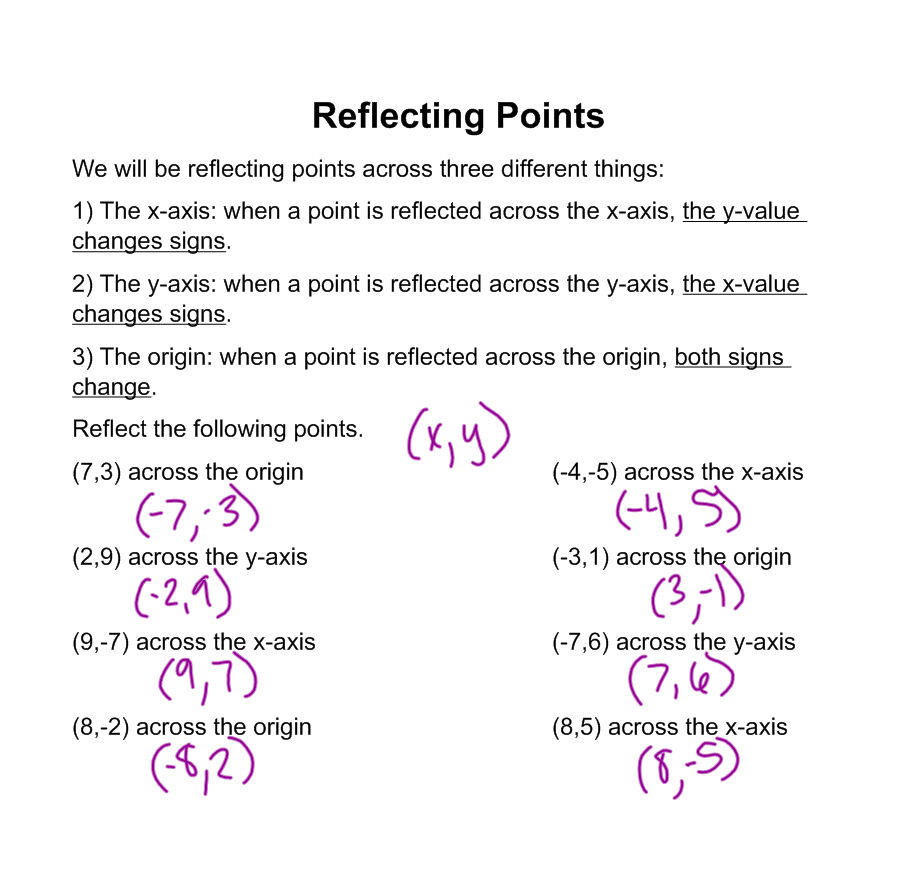 Reflecting Points
We will be reflecting points across three different things:
1) The x-axis: when a point is reflected across the x-axis, the y-value
changes signs.
2) The y-axis: when a point is reflected across the y-axis, the x-value
changes signs.
3) The origin: when a point is reflected across the origin, both signs
change.
Reflect the following points.
(x,y)
(7,3) across the origin
(-7,-3)
(-4,-5) across the x-axis
(-4,5)
(2,9) across the y-axis
(-2,9)
(-3,1) across the origin
(3,-1)
(9,-7) across the x-axis
(9,7)
(-7,6) across the y-axis
(7,6)
(8,-2) across the origin
(-8,2)
(8,5) across the x-axis
(8,-5)